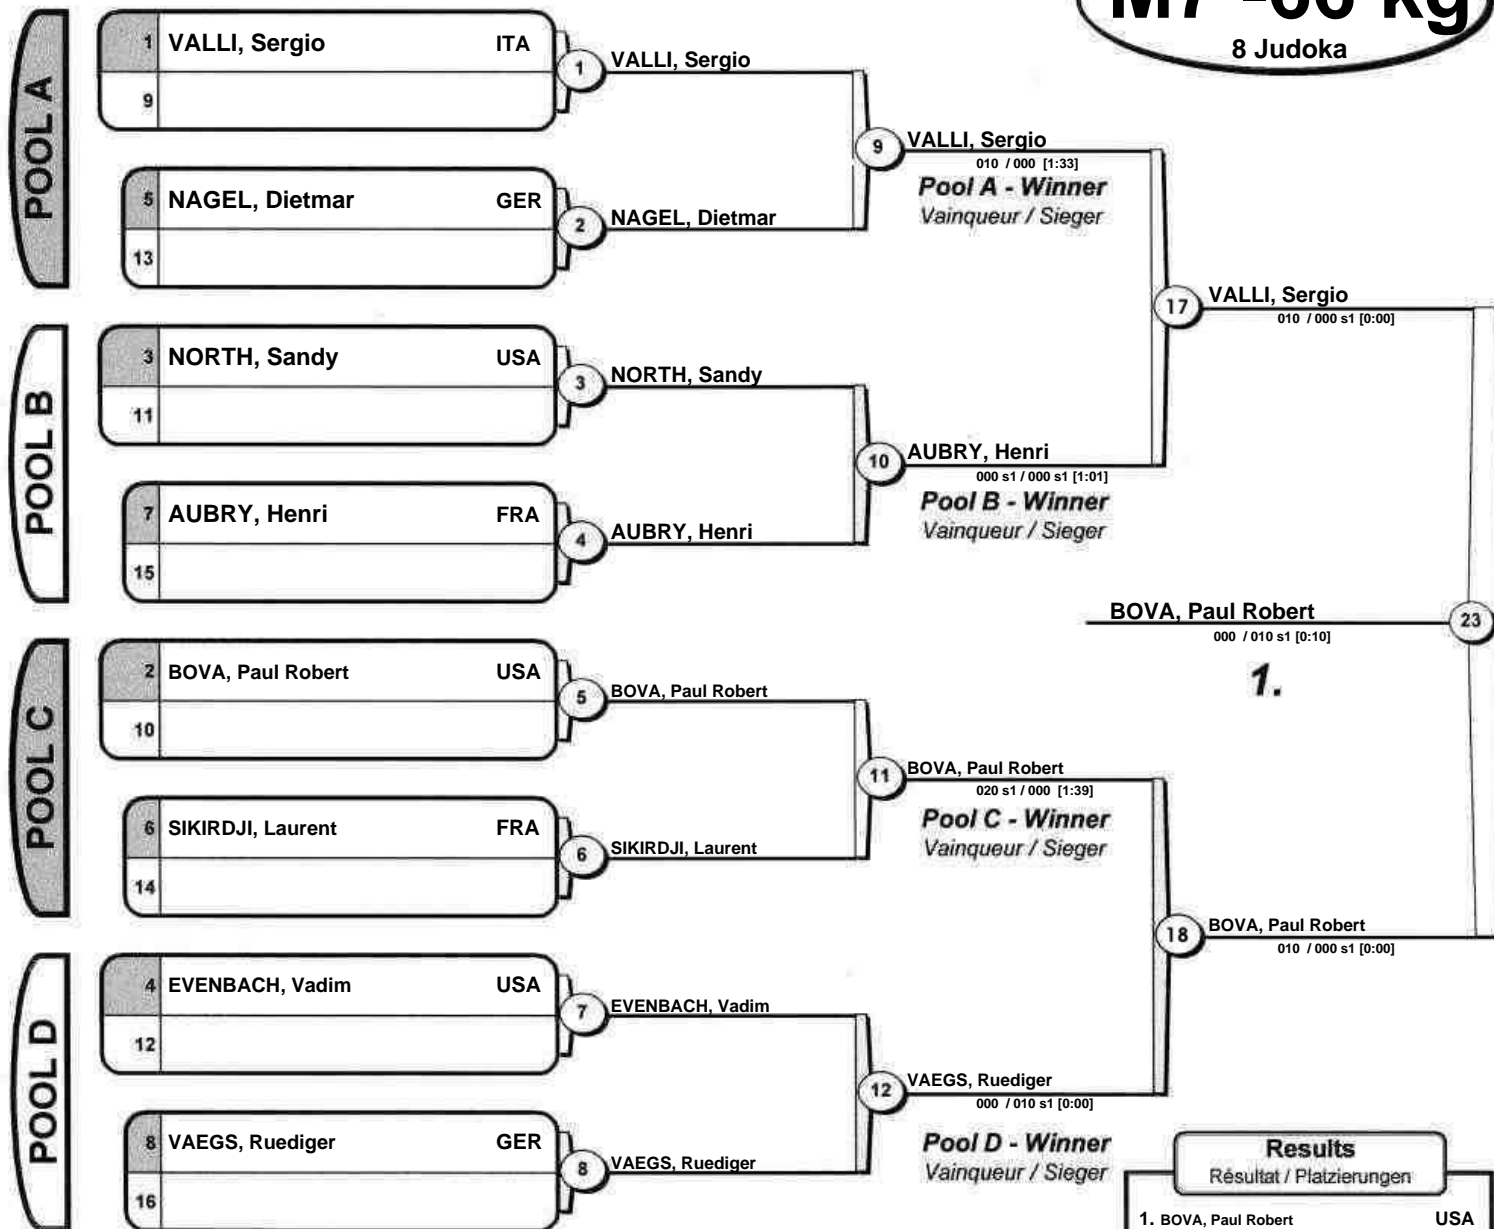 M7 -66 kg
8 Judoka
POOL A
1 VALLI, Sergio ITA
9
5 NAGEL, Dietmar GER
13
1 VALLI, Sergio
2 NAGEL, Dietmar
9 VALLI, Sergio
010 / 000 [1:33]
Pool A - Winner
Vainqueur / Sieger
POOL B
3 NORTH, Sandy USA
11
7 AUBRY, Henri FRA
15
3 NORTH, Sandy
4 AUBRY, Henri
10 AUBRY, Henri
000 s1 / 000 s1 [1:01]
Pool B - Winner
Vainqueur / Sieger
17 VALLI, Sergio
010 / 000 s1 [0:00]
BOVA, Paul Robert 23
000 / 010 s1 [0:10]
1.
POOL C
2 BOVA, Paul Robert USA
10
6 SIKIRDJI, Laurent FRA
14
5 BOVA, Paul Robert
6 SIKIRDJI, Laurent
11 BOVA, Paul Robert
020 s1 / 000 [1:39]
Pool C - Winner
Vainqueur / Sieger
18 BOVA, Paul Robert
010 / 000 s1 [0:00]
POOL D
4 EVENBACH, Vadim USA
12
8 VAEGS, Ruediger GER
16
7 EVENBACH, Vadim
8 VAEGS, Ruediger
12 VAEGS, Ruediger
000 / 010 s1 [0:00]
Pool D - Winner
Vainqueur / Sieger
Results
Résultat / Platzierungen
1. BOVA, Paul Robert USA